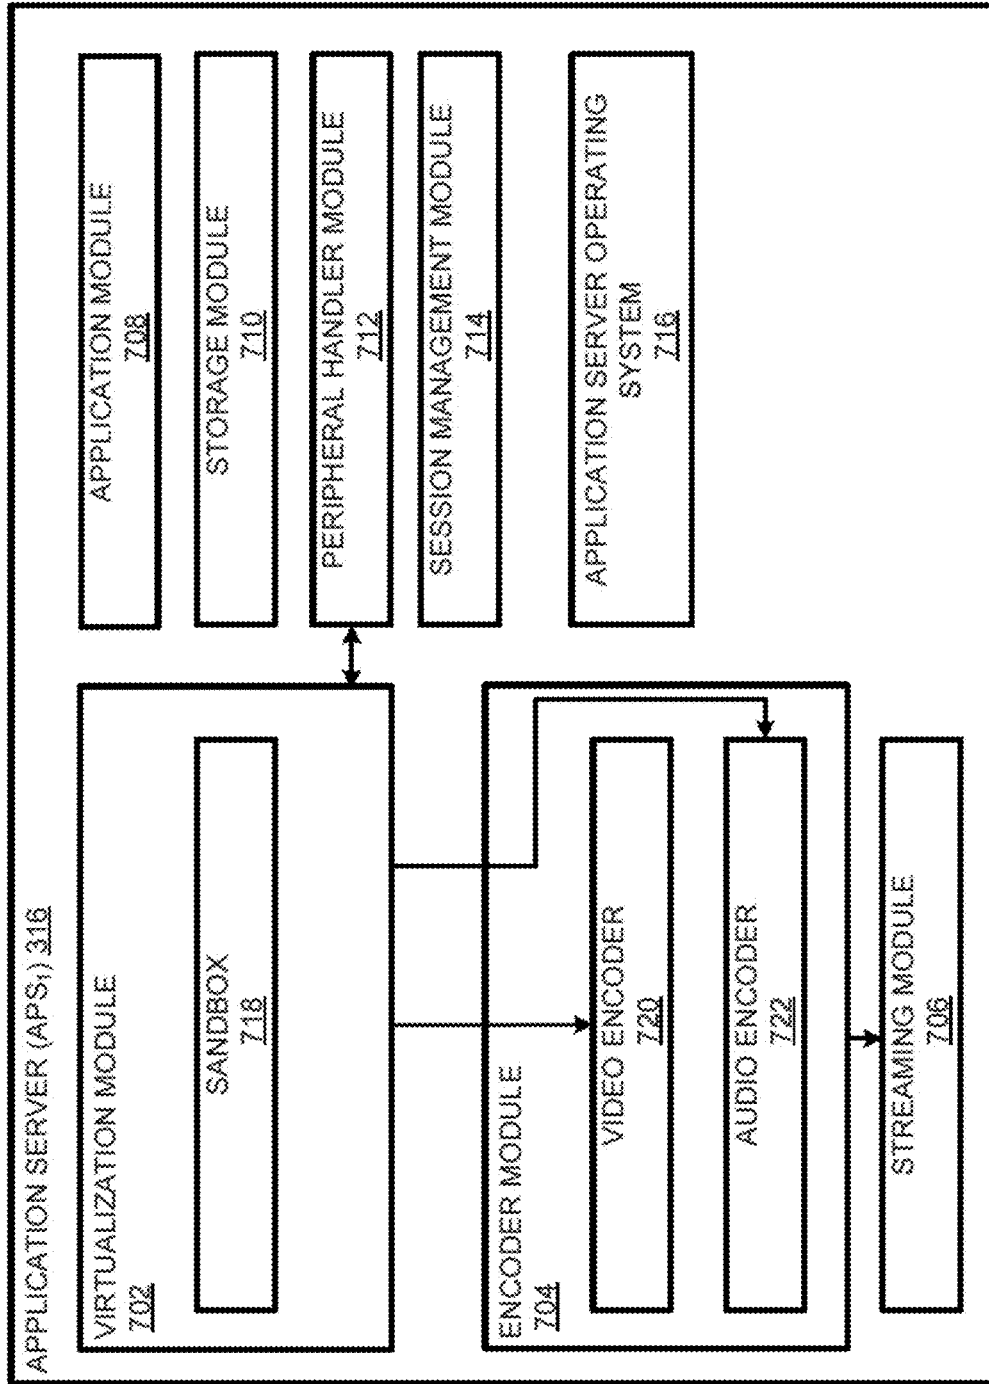 APPLICATION SERVER (APS₁) 316
VIRTUALIZATION MODULE
702
SANDBOX
718
ENCODER MODULE
704
VIDEO ENCODER
720
AUDIO ENCODER
722
STREAMING MODULE
706
APPLICATION MODULE
708
STORAGE MODULE
710
PERIPHERAL HANDLER MODULE
712
SESSION MANAGEMENT MODULE
714
APPLICATION SERVER OPERATING
SYSTEM
716